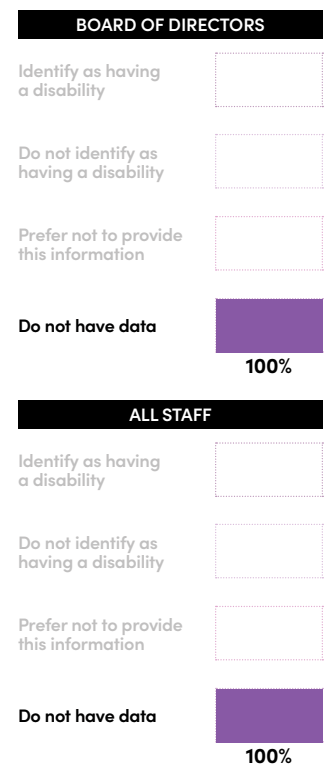 BOARD OF DIRECTORS
Identify as having
a disability
Do not identify as
having a disability
Prefer not to provide
this information
Do not have data
100%
ALL STAFF
Identify as having
a disability
Do not identify as
having a disability
Prefer not to provide
this information
Do not have data
100%